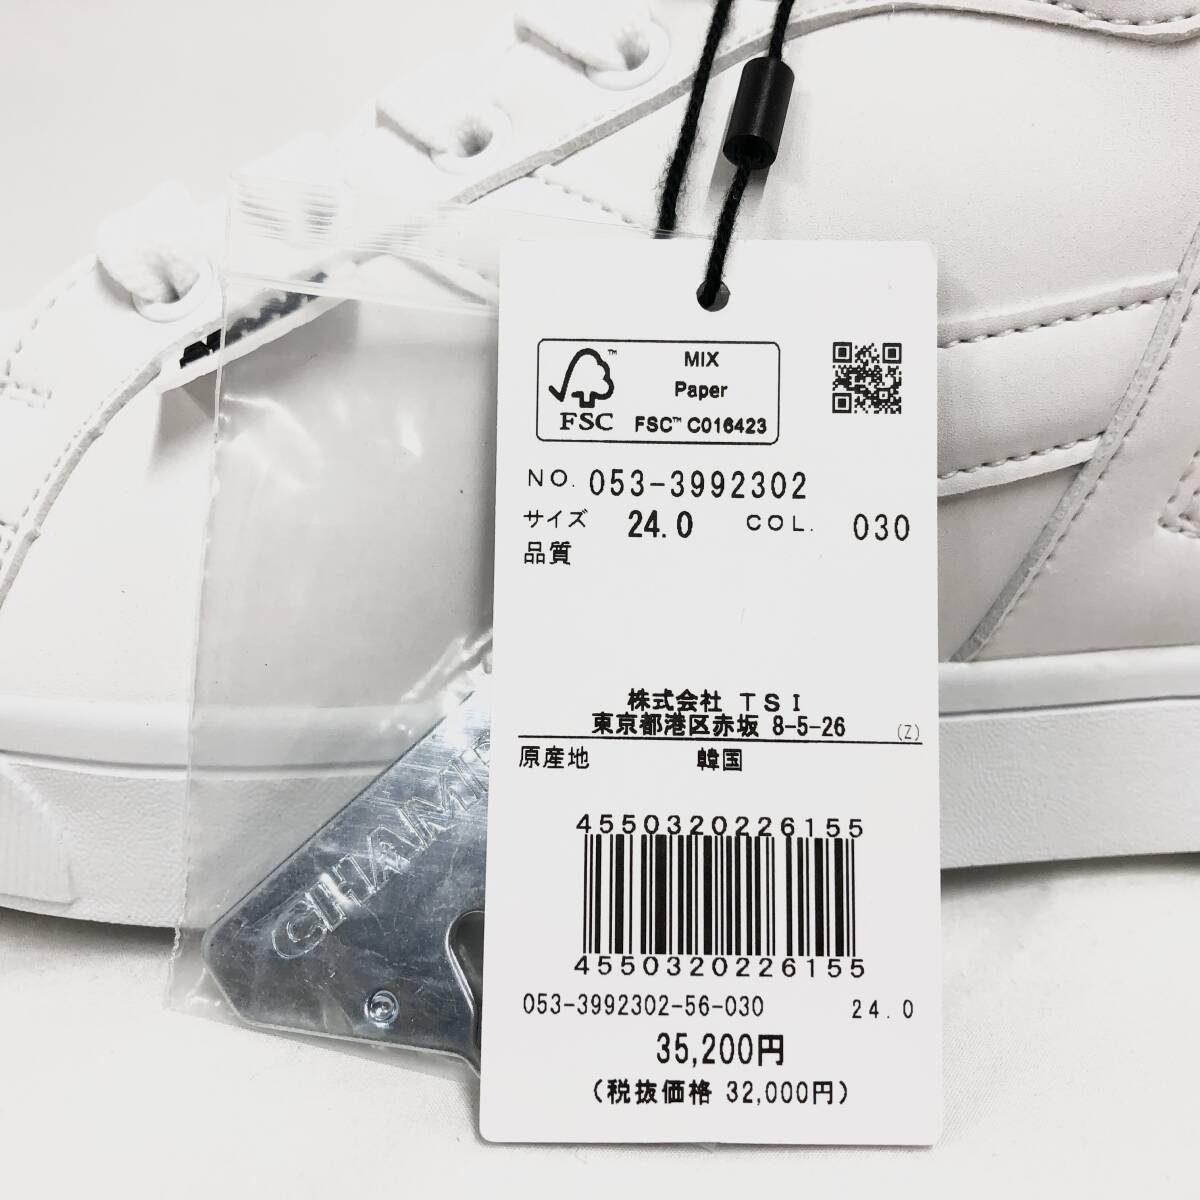 MIX
Paper
FSC™ C016423
FSC
NO. 053-3992302
サイズ 24.0 COL. 030
品質
株式会社 TSI
東京都港区赤坂 8-5-26 (Z)
原産地 韓国
4550320226155
4550320226155
053-3992302-56-030 24.0
35,200円
(税抜価格 32,000円)